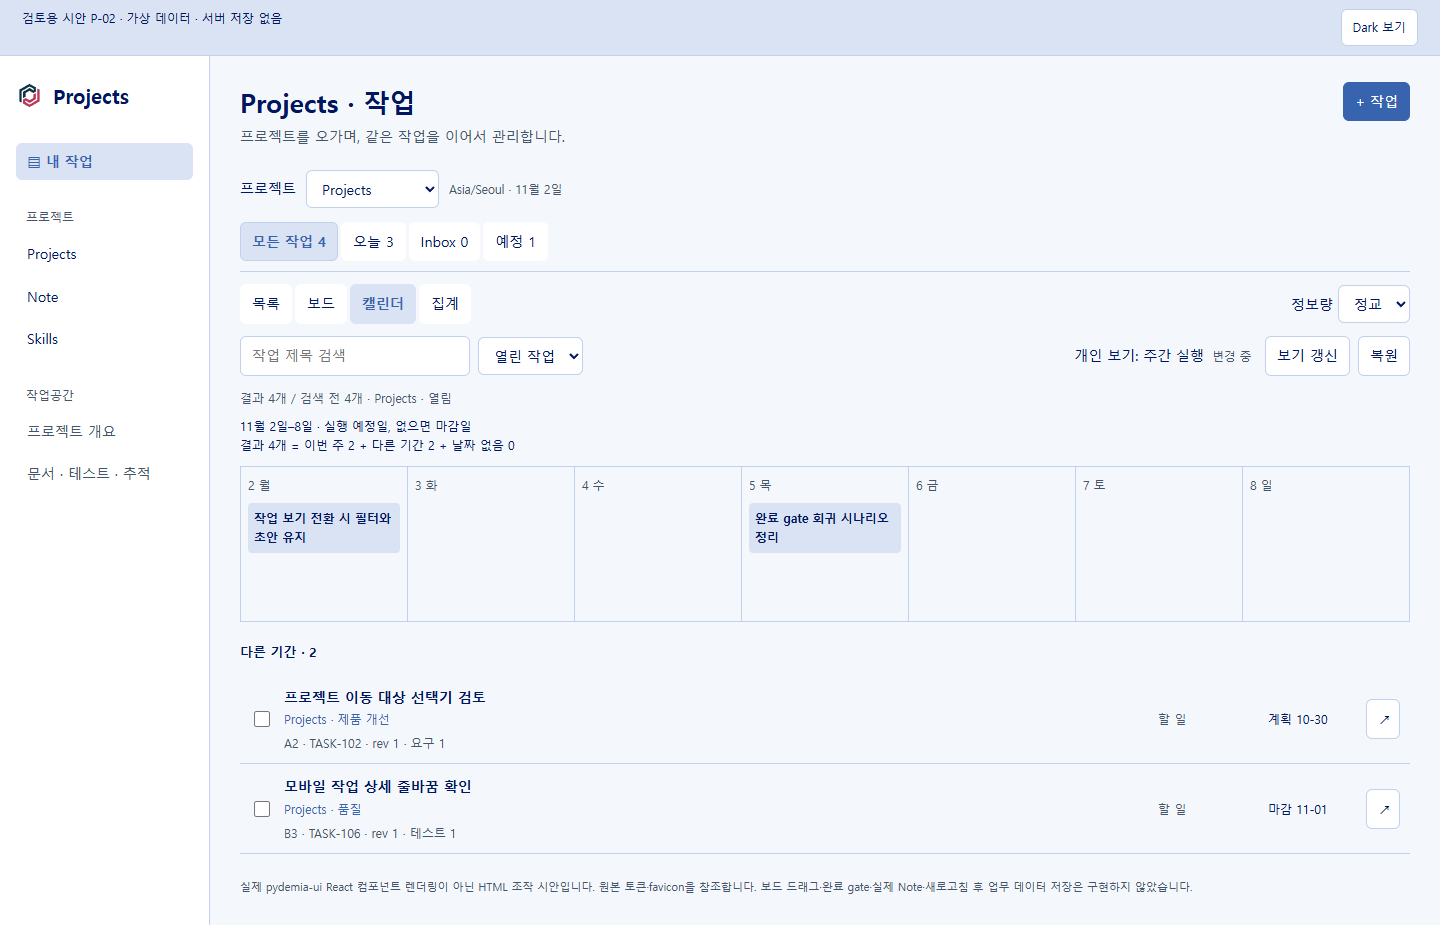 검토용 시안 P-02 · 가상 데이터 · 서버 저장 없음
Dark 보기
Projects
▤ 내 작업
프로젝트
Projects
Note
Skills
작업공간
프로젝트 개요
문서 · 테스트 · 추적
Projects · 작업
+ 작업
프로젝트를 오가며, 같은 작업을 이어서 관리합니다.
프로젝트 Projects Asia/Seoul · 11월 2일
모든 작업 4 오늘 3 Inbox 0 예정 1
목록 보드 캘린더 집계 정보량 정교
작업 제목 검색 열린 작업 개인 보기: 주간 실행 변경 중 보기 갱신 복원
결과 4개 / 검색 전 4개 · Projects · 열림
11월 2일–8일 · 실행 예정일, 없으면 마감일
결과 4개 = 이번 주 2 + 다른 기간 2 + 날짜 없음 0
2 월 3 화 4 수 5 목 6 금 7 토 8 일
작업 보기 전환 시 필터와
초안 유지
완료 gate 회귀 시나리오
정리
다른 기간 · 2
프로젝트 이동 대상 선택기 검토
Projects · 제품 개선
A2 · TASK-102 · rev 1 · 요구 1
할 일 계획 10-30 ↗
모바일 작업 상세 줄바꿈 확인
Projects · 품질
B3 · TASK-106 · rev 1 · 테스트 1
할 일 마감 11-01 ↗
실제 pydemia-ui React 컴포넌트 렌더링이 아닌 HTML 조작 시안입니다. 원본 토큰·favicon을 참조합니다. 보드 드래그·완료 gate·실제 Note·새로고침 후 업무 데이터 저장은 구현하지 않았습니다.